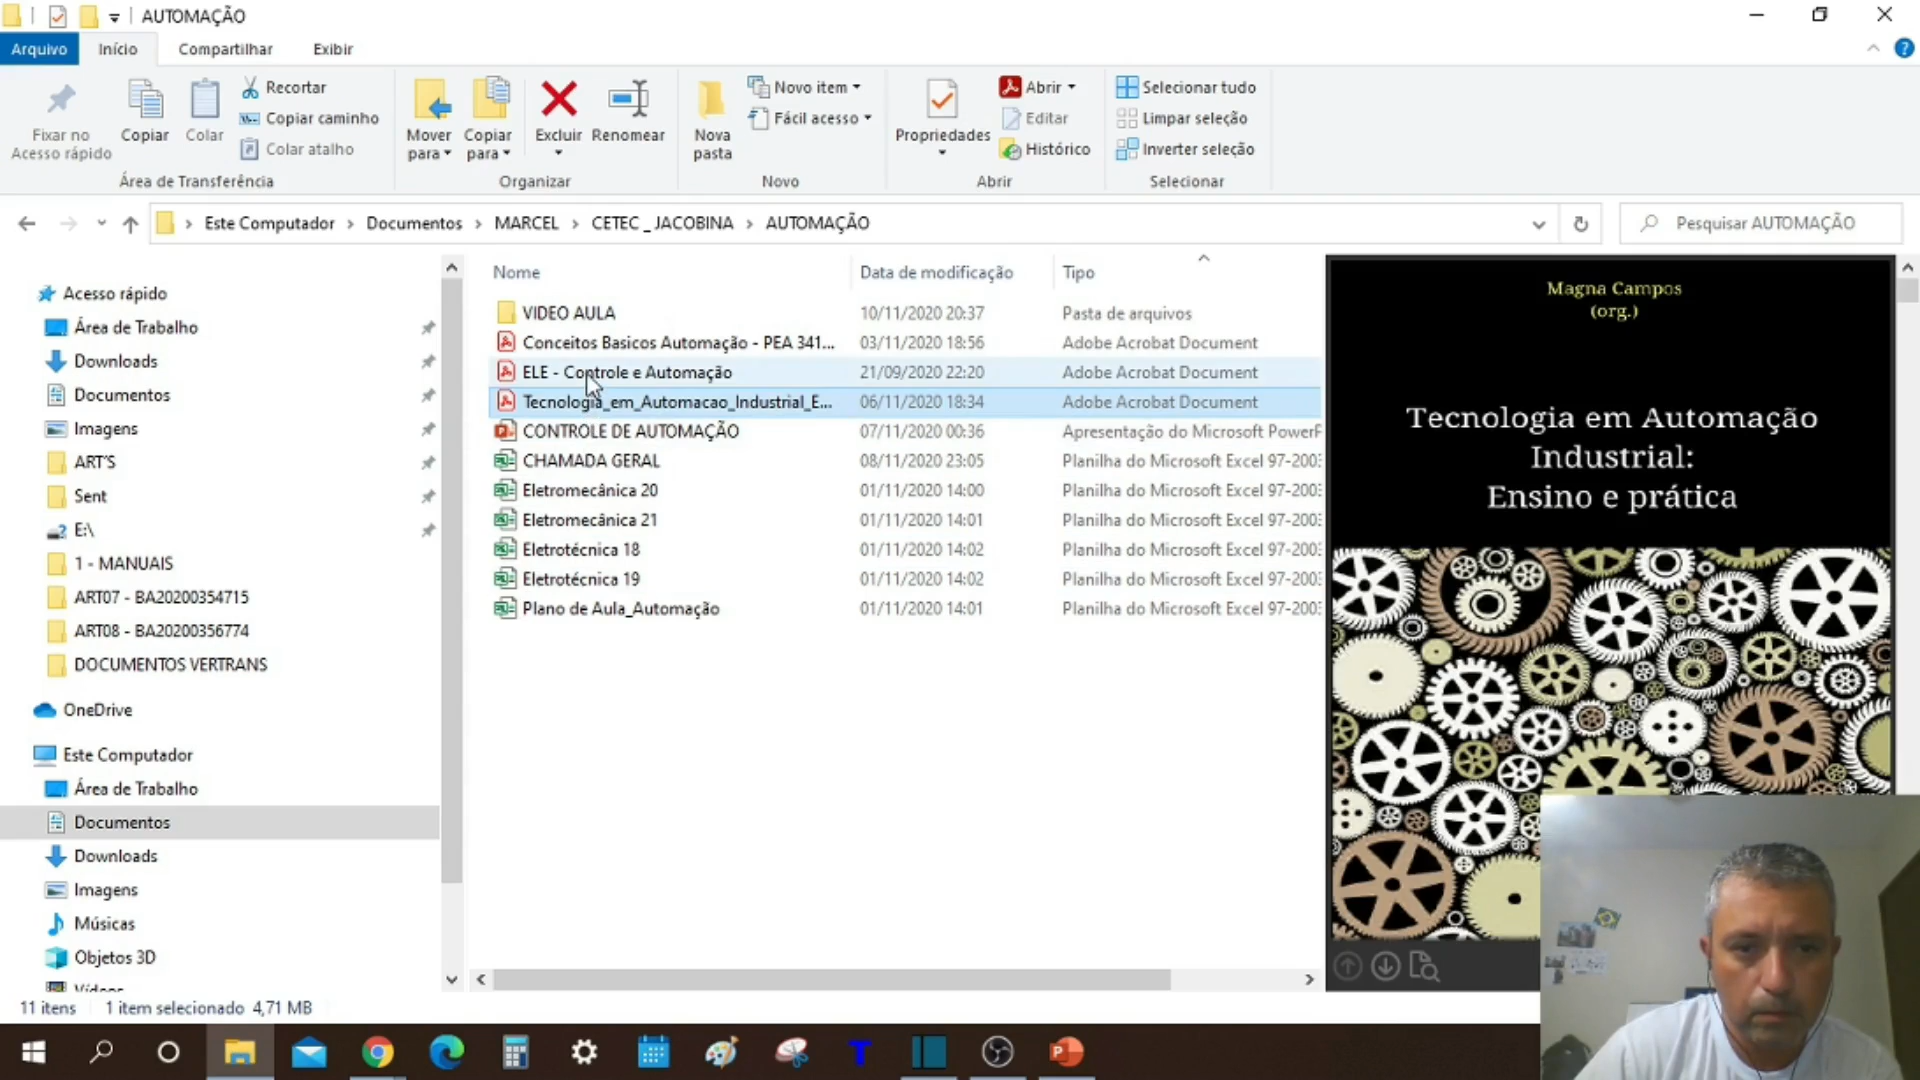 AUTOMAÇÃO
Arquivo Início Compartilhar Exibir
Fixar no Acesso rápido
Copiar
Colar
Recortar
Copiar caminho
Colar atalho
Área de Transferência
Mover para
Copiar para
Excluir
Renomear
Organizar
Nova pasta
Novo item
Fácil acesso
Novo
Propriedades
Abrir
Editar
Histórico
Abrir
Selecionar tudo
Limpar seleção
Inverter seleção
Selecionar
Este Computador > Documentos > MARCEL > CETEC _ JACOBINA > AUTOMAÇÃO
Pesquisar AUTOMAÇÃO
Acesso rápido
Área de Trabalho
Downloads
Documentos
Imagens
ART'S
Sent
E:\
1 - MANUAIS
ART07 - BA20200354715
ART08 - BA20200356774
DOCUMENTOS VERTRANS
OneDrive
Este Computador
Área de Trabalho
Documentos
Downloads
Imagens
Músicas
Objetos 3D
Vídeos
Nome Data de modificação Tipo
VIDEO AULA 10/11/2020 20:37 Pasta de arquivos
Conceitos Basicos Automação - PEA 341... 03/11/2020 18:56 Adobe Acrobat Document
ELE - Controle e Automação 21/09/2020 22:20 Adobe Acrobat Document
Tecnologia_em_Automacao_Industrial_E... 06/11/2020 18:34 Adobe Acrobat Document
CONTROLE DE AUTOMAÇÃO 07/11/2020 00:36 Apresentação do Microsoft PowerP
CHAMADA GERAL 08/11/2020 23:05 Planilha do Microsoft Excel 97-2003
Eletromecânica 20 01/11/2020 14:00 Planilha do Microsoft Excel 97-2003
Eletromecânica 21 01/11/2020 14:01 Planilha do Microsoft Excel 97-2003
Eletrotécnica 18 01/11/2020 14:02 Planilha do Microsoft Excel 97-2003
Eletrotécnica 19 01/11/2020 14:02 Planilha do Microsoft Excel 97-2003
Plano de Aula_Automação 01/11/2020 14:01 Planilha do Microsoft Excel 97-2003
Magna Campos
(org.)
Tecnologia em Automação
Industrial:
Ensino e prática
11 itens 1 item selecionado 4,71 MB